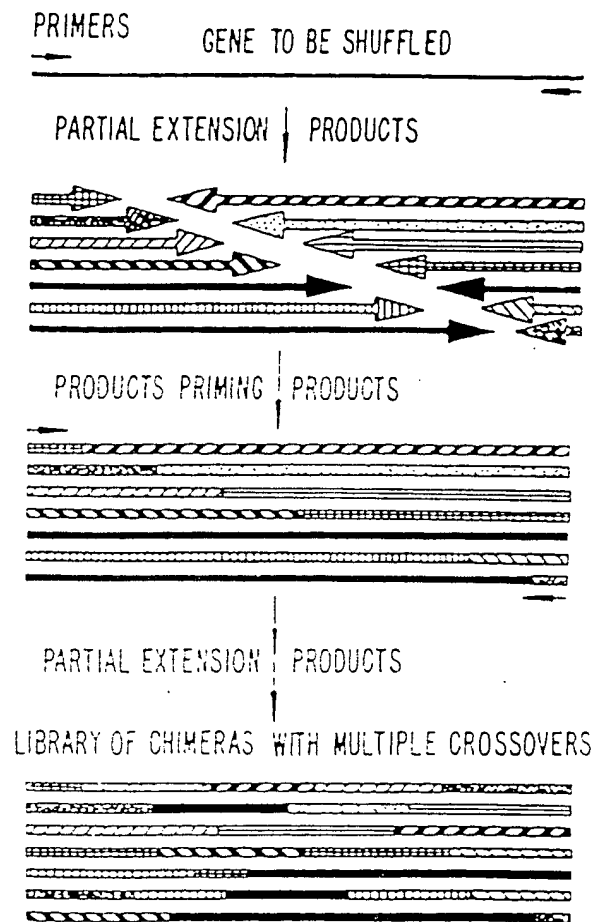 PRIMERS
GENE TO BE SHUFFLED
PARTIAL EXTENSION PRODUCTS
PRODUCTS PRIMING PRODUCTS
PARTIAL EXTENSION PRODUCTS
LIBRARY OF CHIMERAS WITH MULTIPLE CROSSOVERS